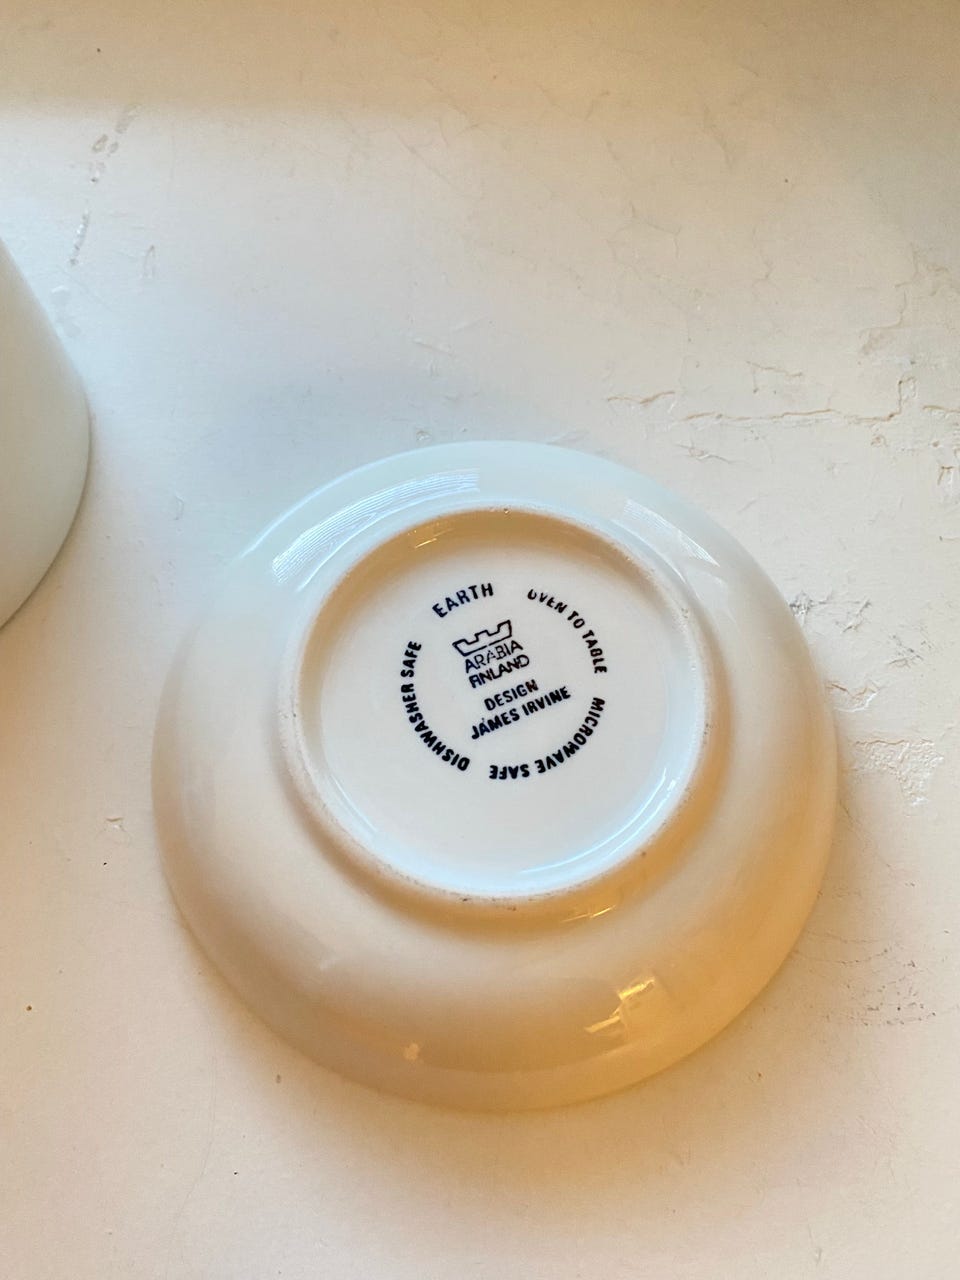 EARTH
OVEN TO TABLE
MICROWAVE SAFE
DISHWASHER SAFE
ARABIA
FINLAND
DESIGN
JAMES IRVINE